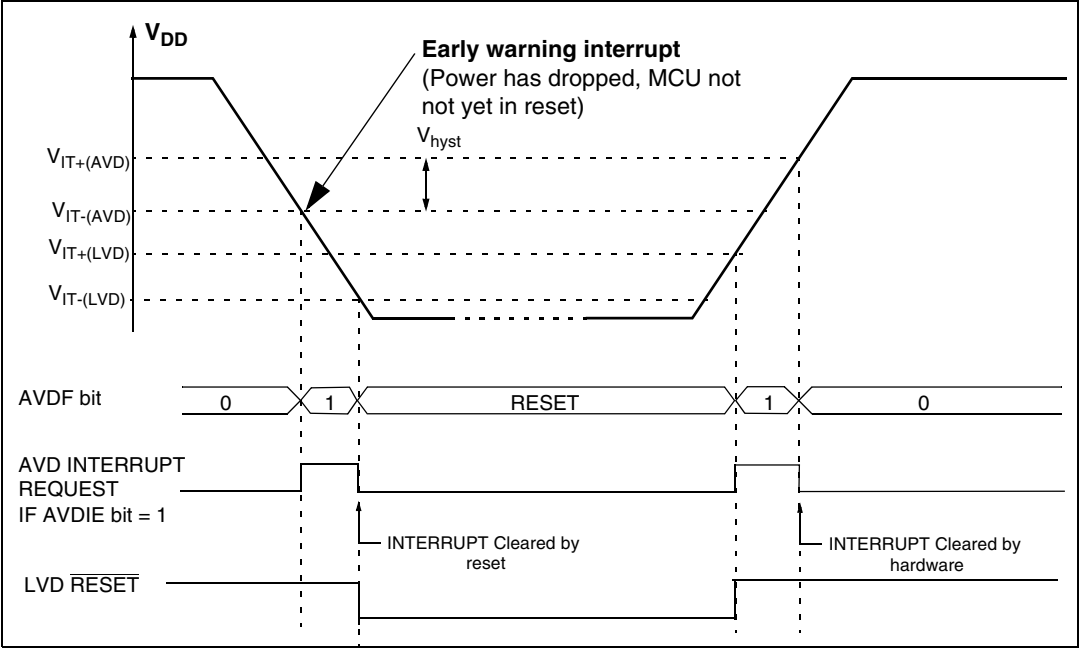 VDD
Early warning interrupt
(Power has dropped, MCU not
not yet in reset)
Vhyst
VIT+(AVD)
VIT-(AVD)
VIT+(LVD)
VIT-(LVD)
AVDF bit
0
1
RESET
1
0
AVD INTERRUPT
REQUEST
IF AVDIE bit = 1
INTERRUPT Cleared by
reset
INTERRUPT Cleared by
hardware
LVD RESET